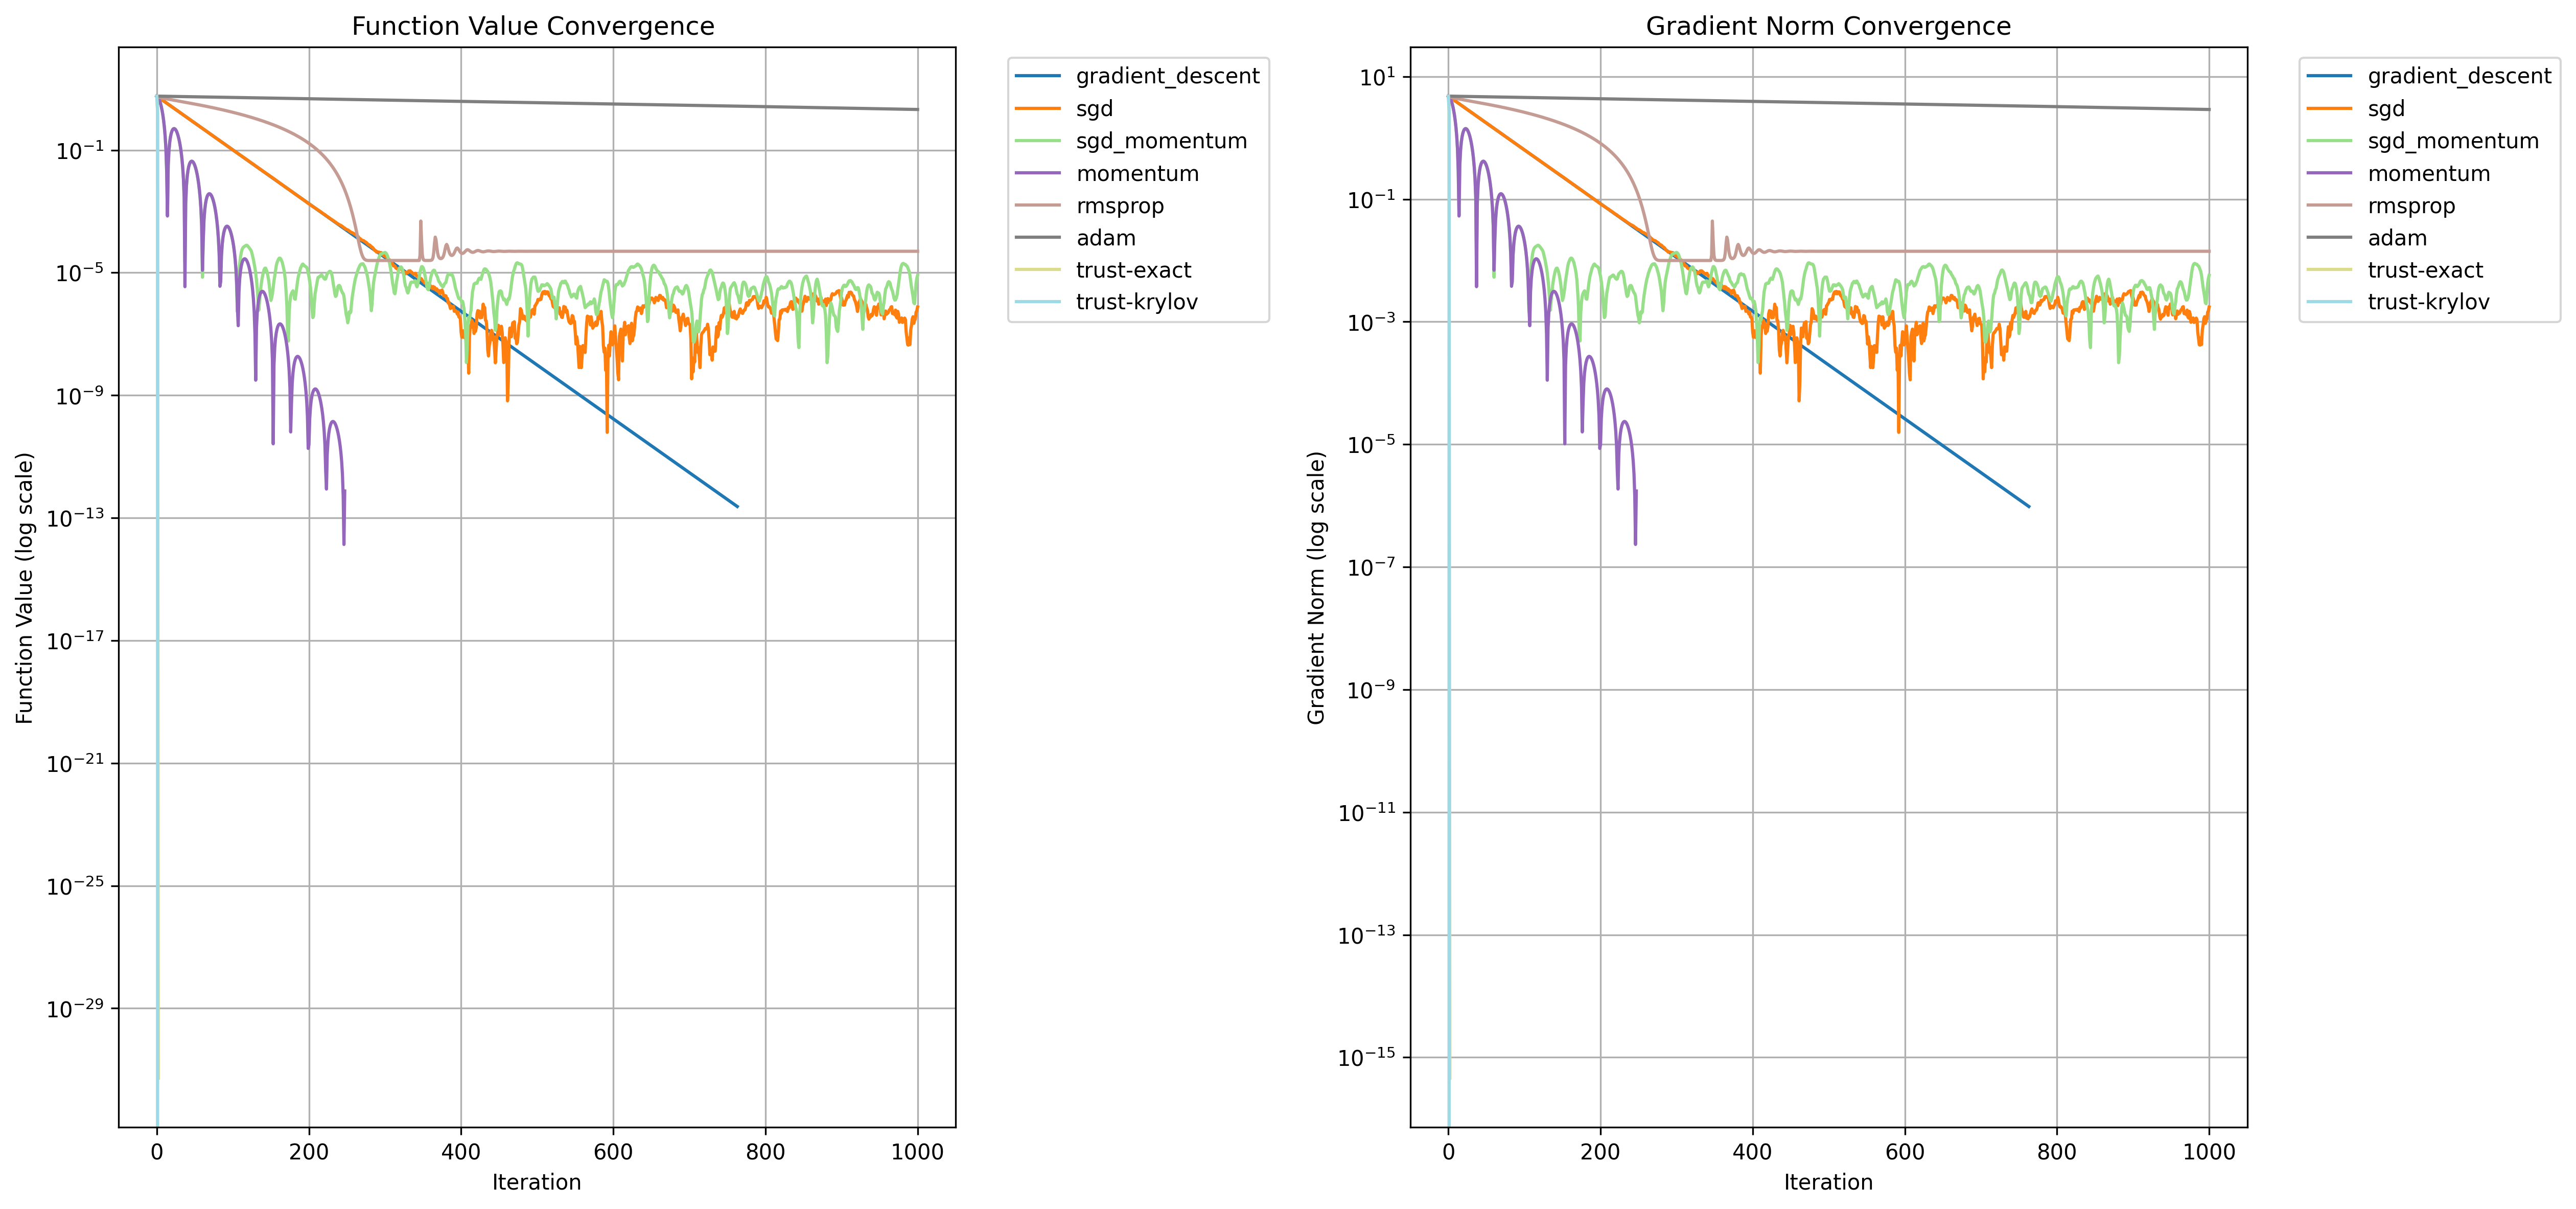 Function Value Convergence
Function Value (log scale)
10⁻¹
10⁻⁵
10⁻⁹
10⁻¹³
10⁻¹⁷
10⁻²¹
10⁻²⁵
10⁻²⁹
0 200 400 600 800 1000
Iteration
gradient_descent
sgd
sgd_momentum
momentum
rmsprop
adam
trust-exact
trust-krylov
Gradient Norm Convergence
Gradient Norm (log scale)
10¹
10⁻¹
10⁻³
10⁻⁵
10⁻⁷
10⁻⁹
10⁻¹¹
10⁻¹³
10⁻¹⁵
0 200 400 600 800 1000
Iteration
gradient_descent
sgd
sgd_momentum
momentum
rmsprop
adam
trust-exact
trust-krylov